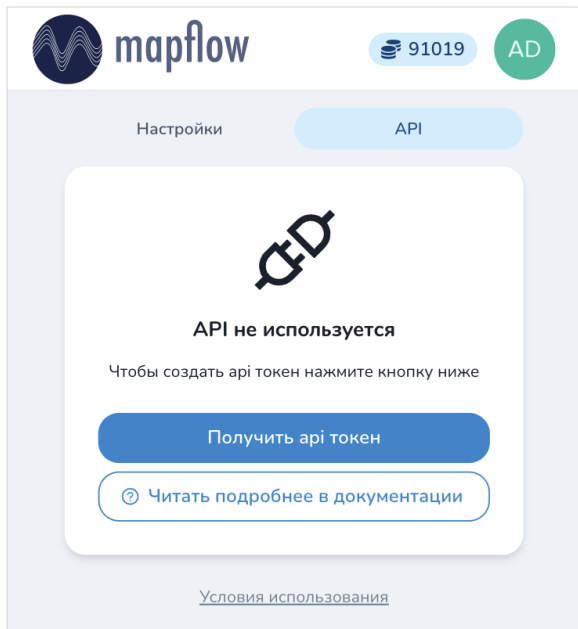 mapflow
91019
AD
Настройки
API
API не используется
Чтобы создать api токен нажмите кнопку ниже
Получить api токен
? Читать подробнее в документации
Условия использования